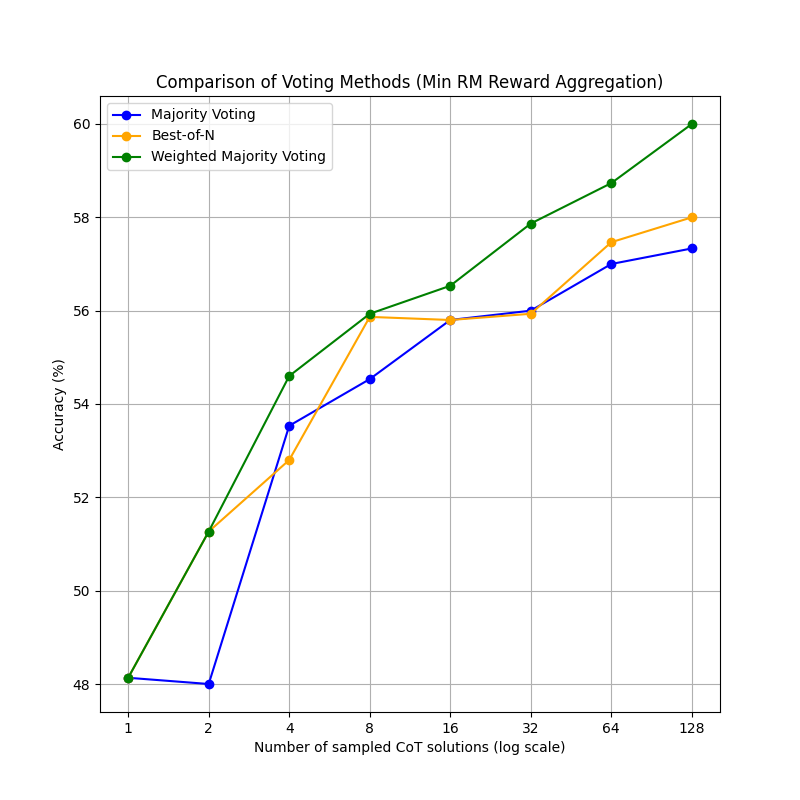 Comparison of Voting Methods (Min RM Reward Aggregation)
Majority Voting
Best-of-N
Weighted Majority Voting
60
58
56
54
52
50
48
Accuracy (%)
1 2 4 8 16 32 64 128
Number of sampled CoT solutions (log scale)